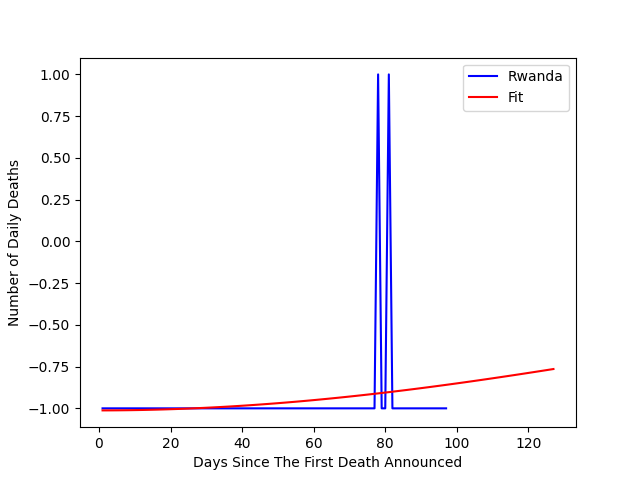 1.00
0.75
0.50
0.25
0.00
−0.25
−0.50
−0.75
−1.00
Number of Daily Deaths
Rwanda
Fit
0 20 40 60 80 100 120
Days Since The First Death Announced